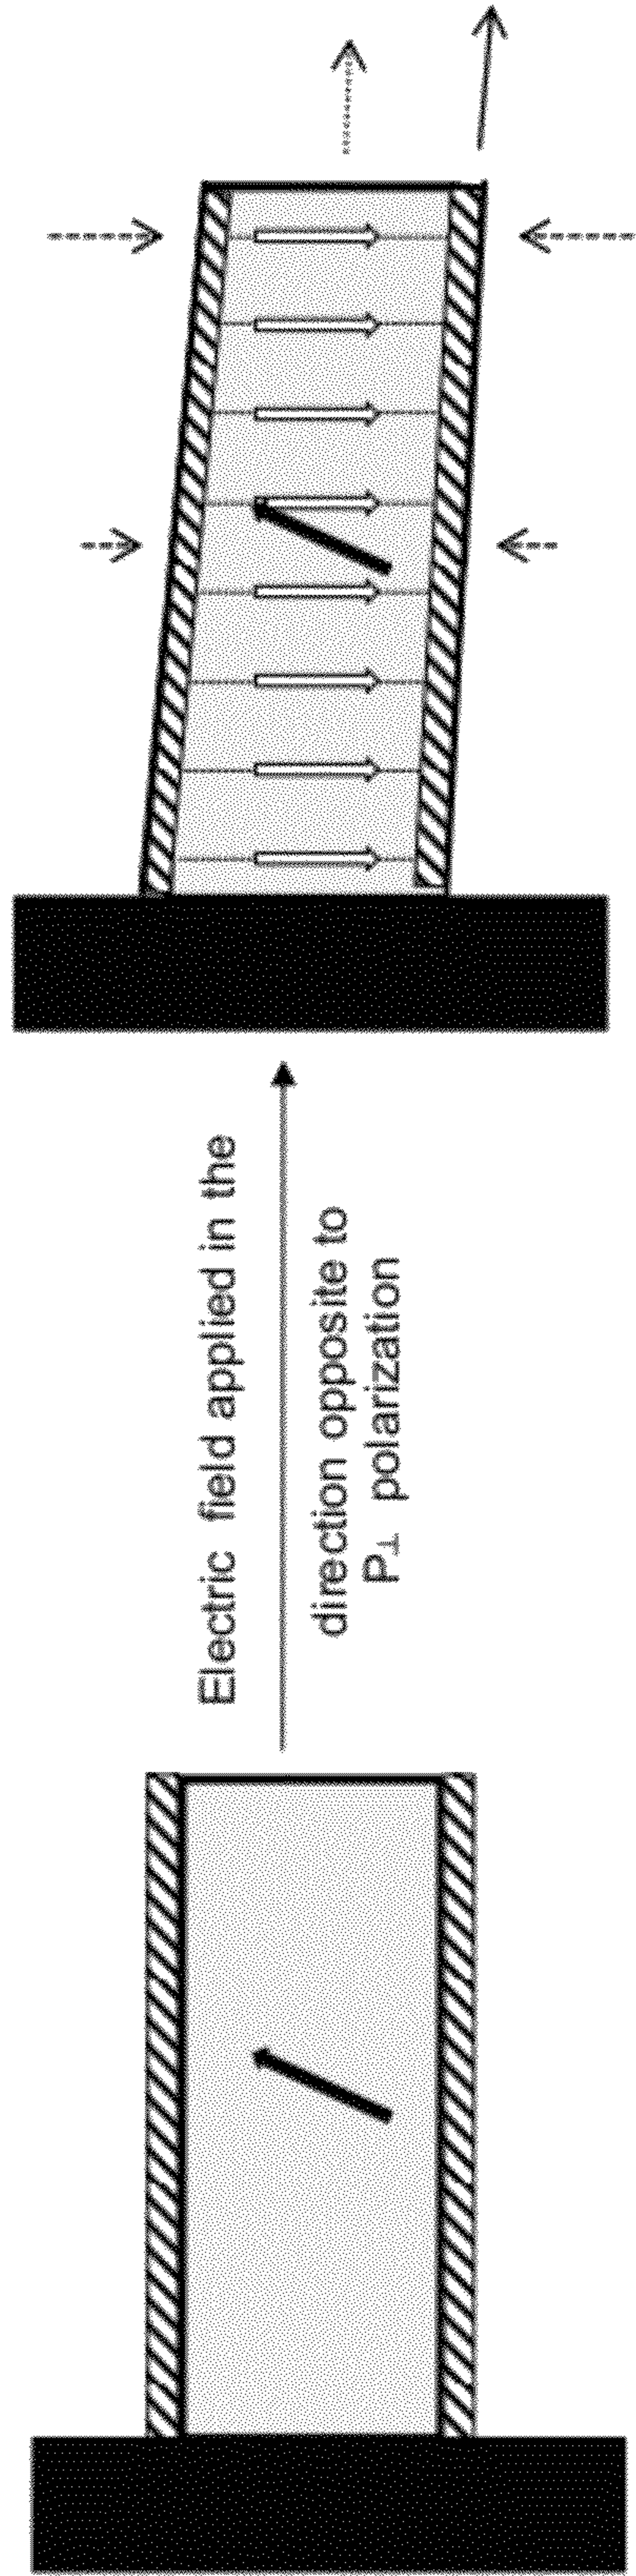 Electric field applied in the
direction opposite to
P⊥ polarization